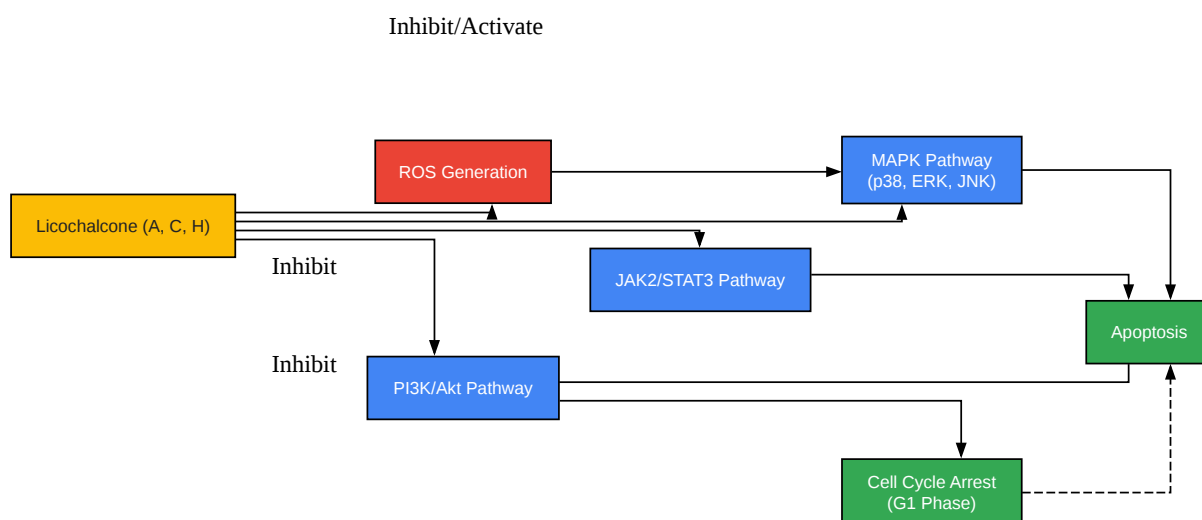 Inhibit/Activate
ROS Generation
MAPK Pathway
(p38, ERK, JNK)
Licochalcone (A, C, H)
Inhibit
JAK2/STAT3 Pathway
Apoptosis
Inhibit
PI3K/Akt Pathway
Cell Cycle Arrest
(G1 Phase)